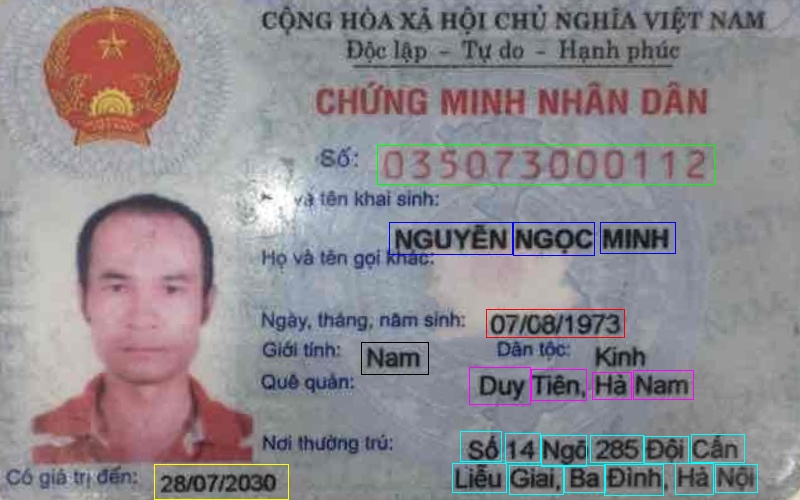 CỘNG HÒA XÃ HỘI CHỦ NGHĨA VIỆT NAM
Độc lập - Tự do - Hạnh phúc
CHỨNG MINH NHÂN DÂN
Số: 035073000112
và tên khai sinh:
NGUYỄN NGỌC MINH
Họ và tên gọi khác:
Ngày, tháng, năm sinh: 07/08/1973
Giới tính: Nam Dân tộc: Kinh
Quê quán: Duy Tiên, Hà Nam
Nơi thường trú: Số 14 Ngõ 285 Đội Cấn
Liễu Giai, Ba Đình, Hà Nội
Có giá trị đến: 28/07/2030